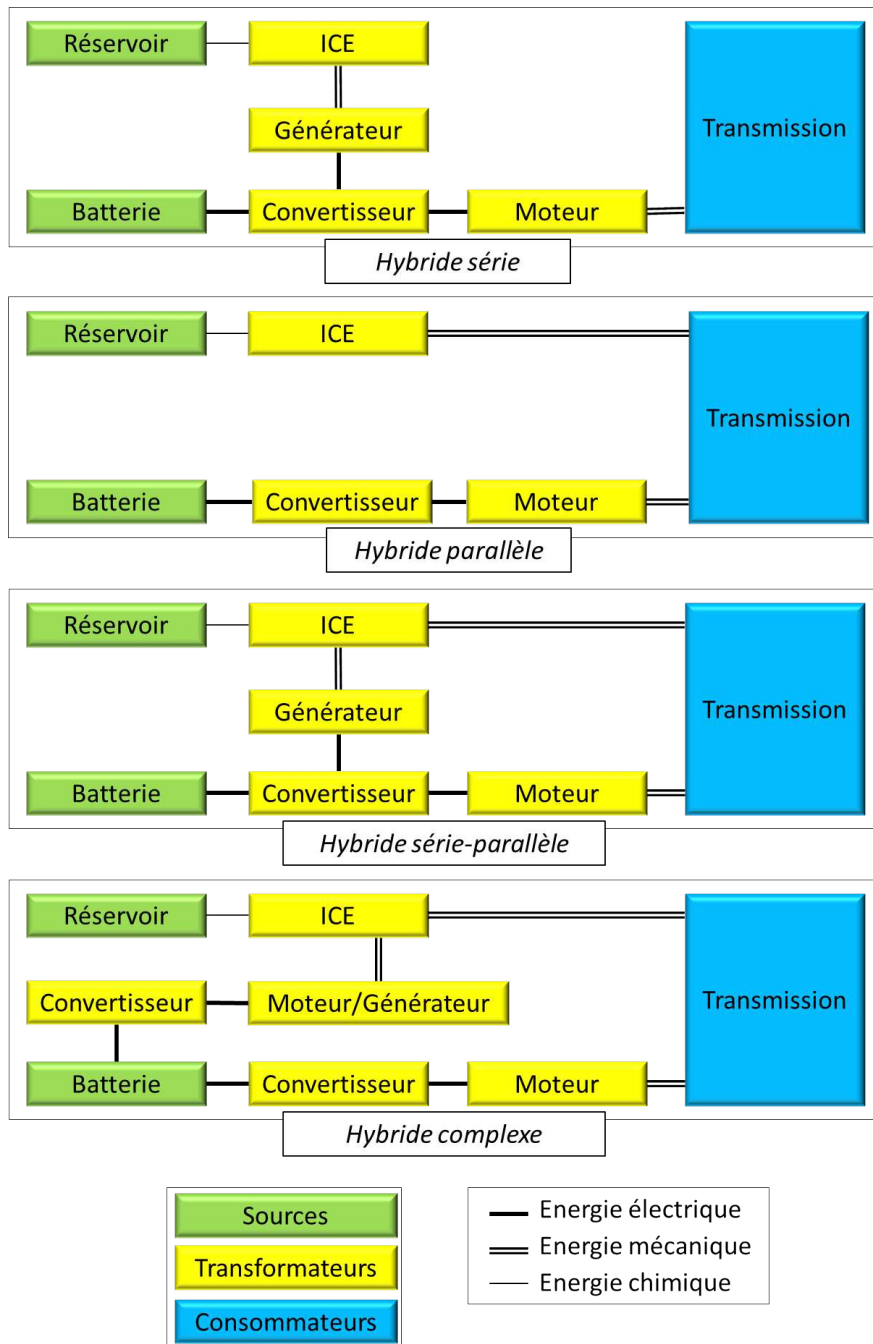 Réservoir
ICE
Générateur
Transmission
Batterie
Convertisseur
Moteur
Hybride série
Réservoir
ICE
Transmission
Batterie
Convertisseur
Moteur
Hybride parallèle
Réservoir
ICE
Générateur
Transmission
Batterie
Convertisseur
Moteur
Hybride série-parallèle
Réservoir
ICE
Convertisseur
Moteur/Générateur
Transmission
Batterie
Convertisseur
Moteur
Hybride complexe
Sources
Transformateurs
Consommateurs
Energie électrique
Energie mécanique
Energie chimique